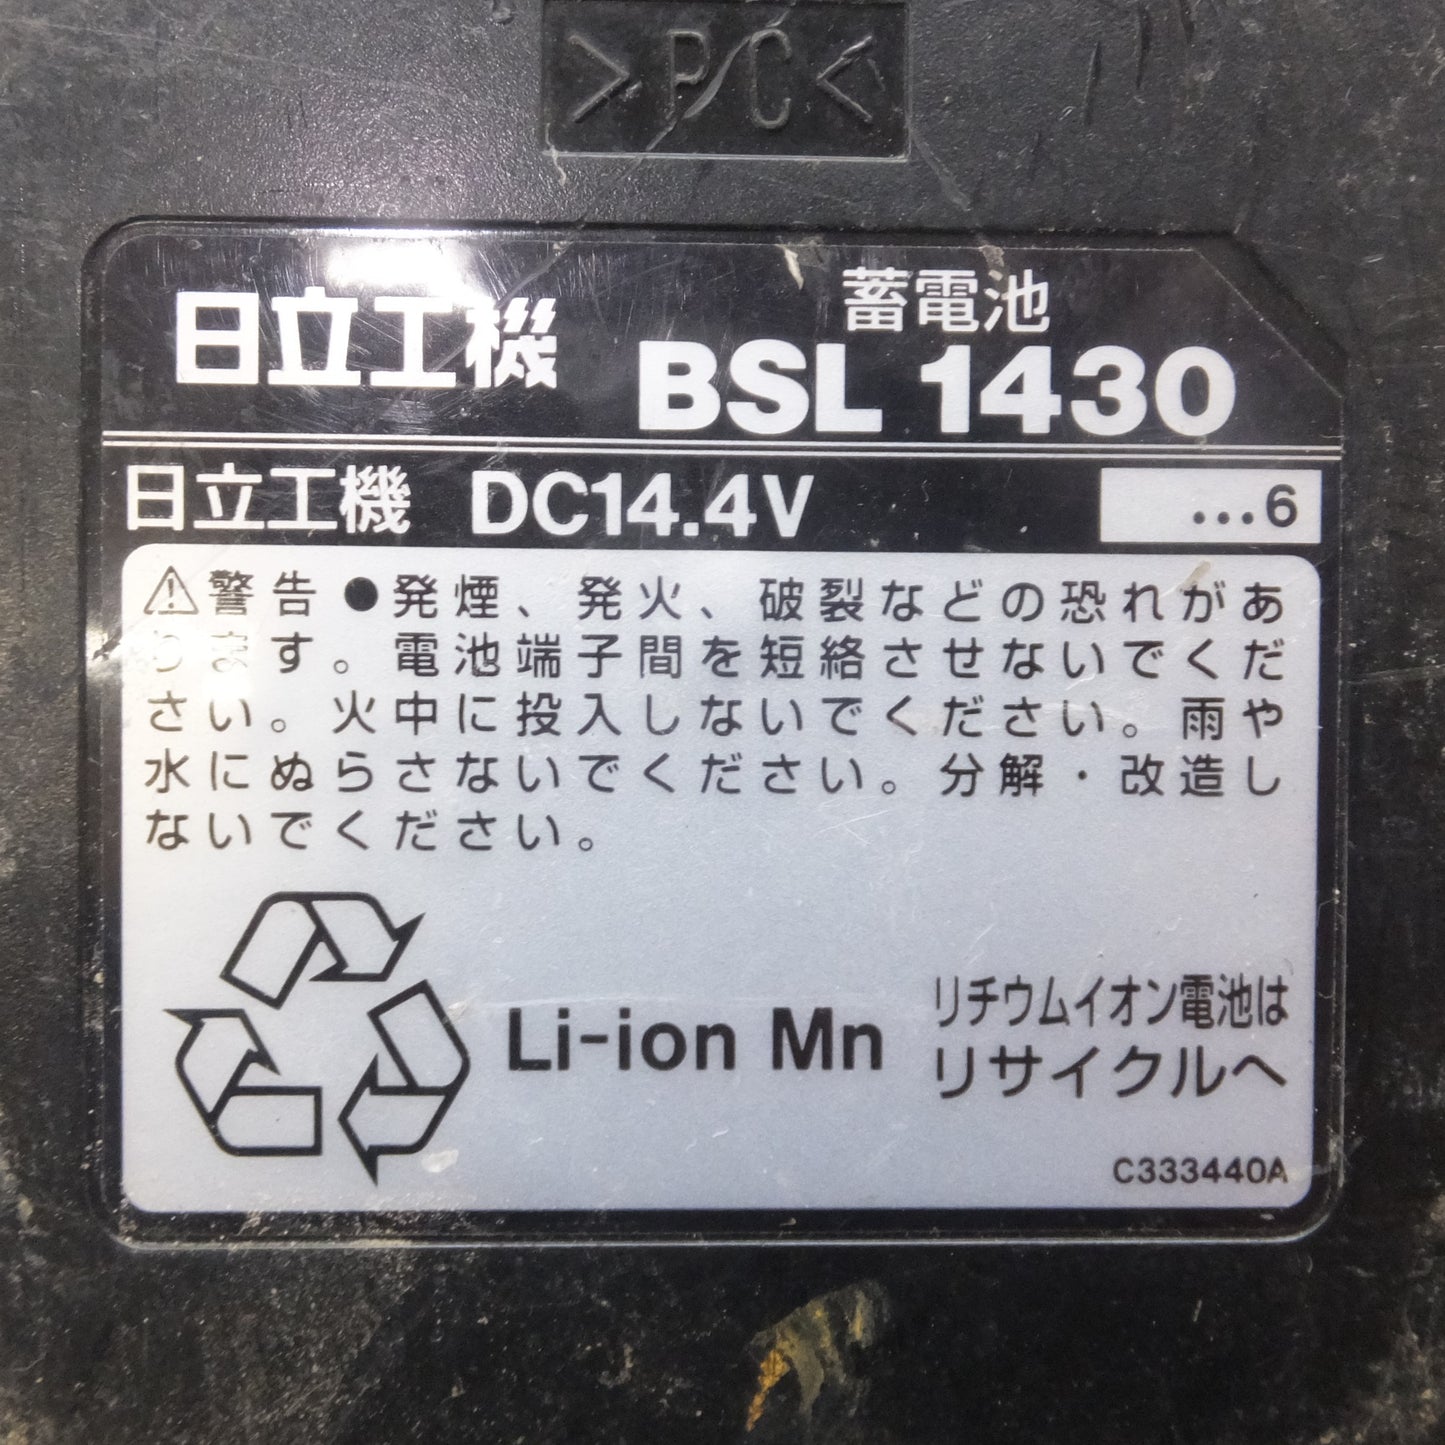 >PC<
日立工機
蓄電池
BSL 1430
日立工機 DC14.4V
...6
⚠警告 ●発煙、発火、破裂などの恐れがあ
ります。電池端子間を短絡させないでくだ
さい。火中に投入しないでください。雨や
水にぬらさないでください。分解・改造し
ないでください。
Li-ion Mn
リチウムイオン電池は
リサイクルへ
C333440A